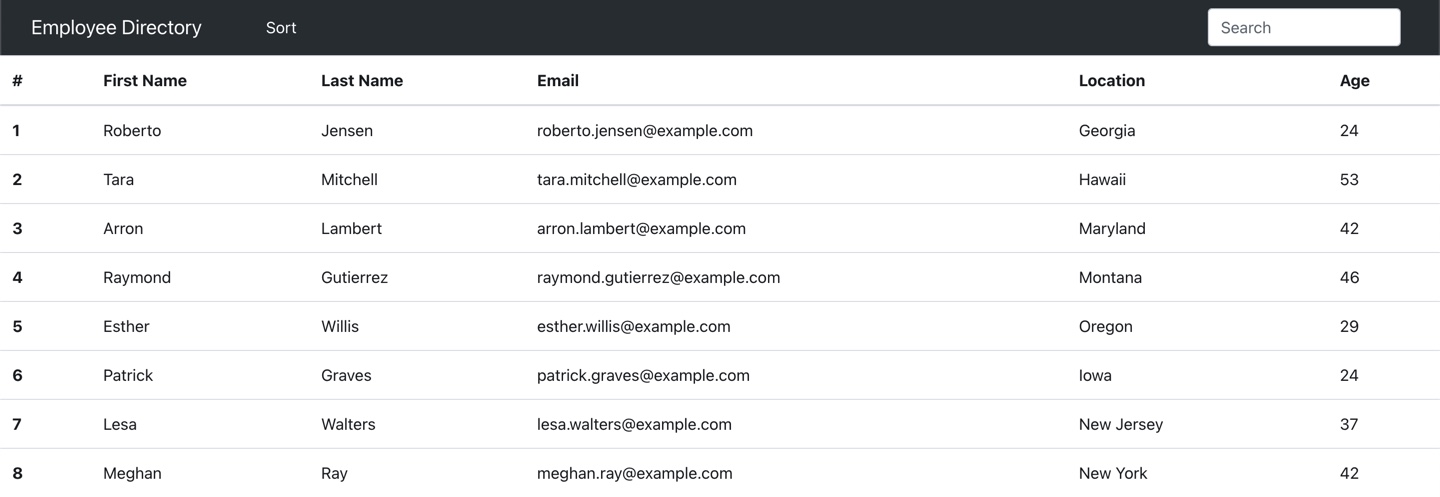 Employee Directory Sort Search
# First Name Last Name Email Location Age
1 Roberto Jensen roberto.jensen@example.com Georgia 24
2 Tara Mitchell tara.mitchell@example.com Hawaii 53
3 Arron Lambert arron.lambert@example.com Maryland 42
4 Raymond Gutierrez raymond.gutierrez@example.com Montana 46
5 Esther Willis esther.willis@example.com Oregon 29
6 Patrick Graves patrick.graves@example.com Iowa 24
7 Lesa Walters lesa.walters@example.com New Jersey 37
8 Meghan Ray meghan.ray@example.com New York 42